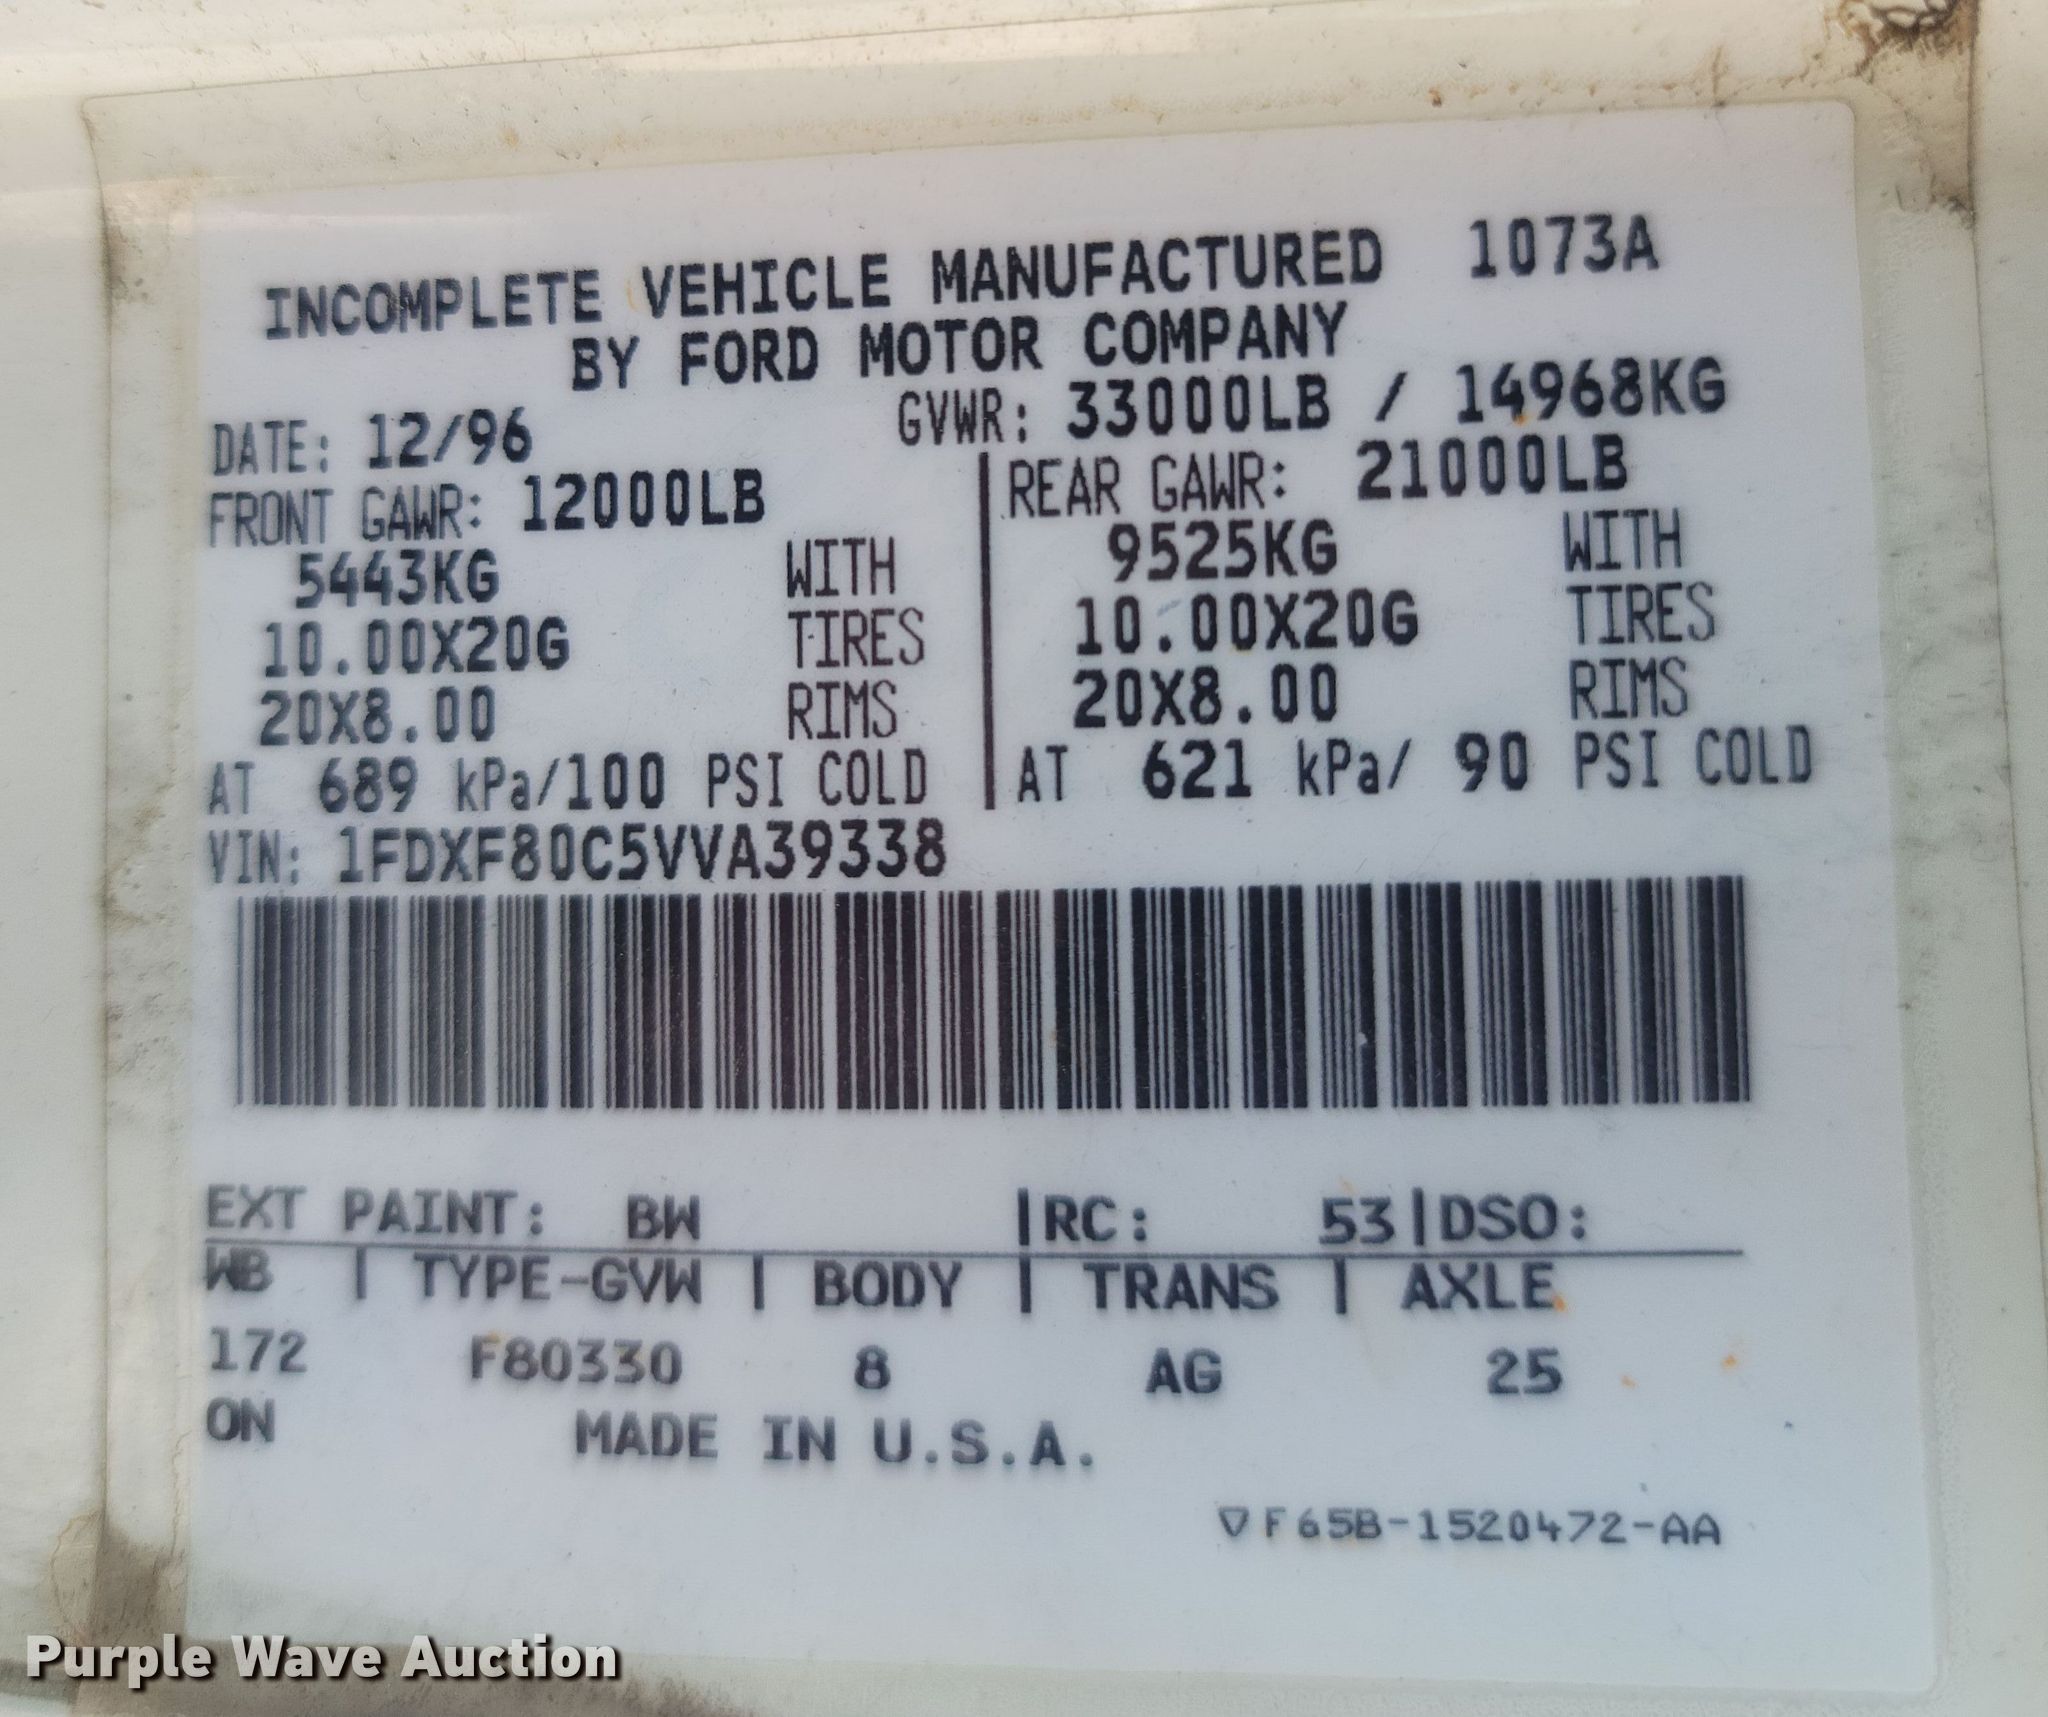 INCOMPLETE VEHICLE MANUFACTURED 1073A
BY FORD MOTOR COMPANY
DATE: 12/96 GVWR: 33000LB / 14968KG
FRONT GAWR: 12000LB REAR GAWR: 21000LB
5443KG WITH 9525KG WITH
10.00X20G TIRES 10.00X20G TIRES
20X8.00 RIMS 20X8.00 RIMS
AT 689 kPa/100 PSI COLD AT 621 kPa/ 90 PSI COLD
VIN: 1FDXF80C5VVA39338
EXT PAINT: BW |RC: 53|DSO:
WB | TYPE-GVW | BODY | TRANS | AXLE
172 F80330 8 AG 25
ON MADE IN U.S.A.
▽F65B-1520472-AA
Purple Wave Auction